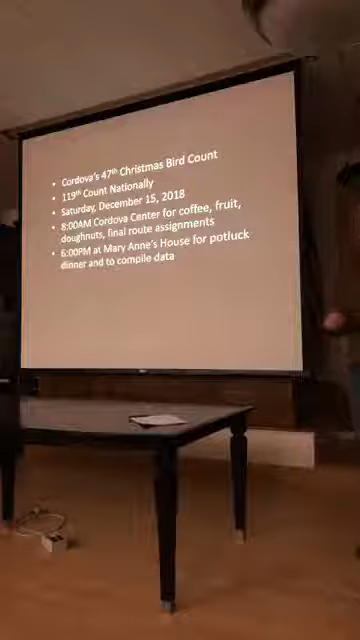 • Cordova's 47th Christmas Bird Count
• 119th Count Nationally
• Saturday, December 15, 2018
• 8:00AM Cordova Center for coffee, fruit,
doughnuts, final route assignments
• 6:00PM at Mary Anne's House for potluck
dinner and to compile data